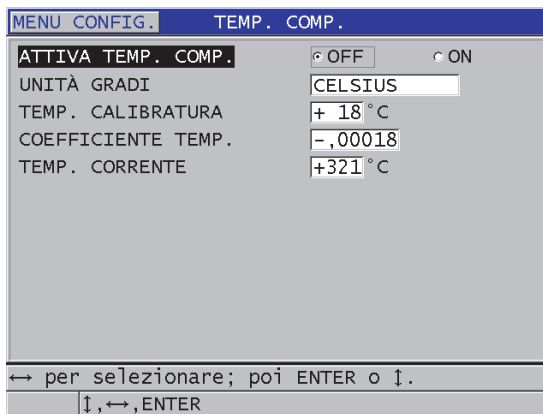 MENU CONFIG. TEMP. COMP.
ATTIVA TEMP. COMP. OFF ON
UNITÀ GRADI CELSIUS
TEMP. CALIBRATURA + 18 °C
COEFFICIENTE TEMP. -,00018
TEMP. CORRENTE +321 °C
↔ per selezionare; poi ENTER o ↕.
↕,↔,ENTER